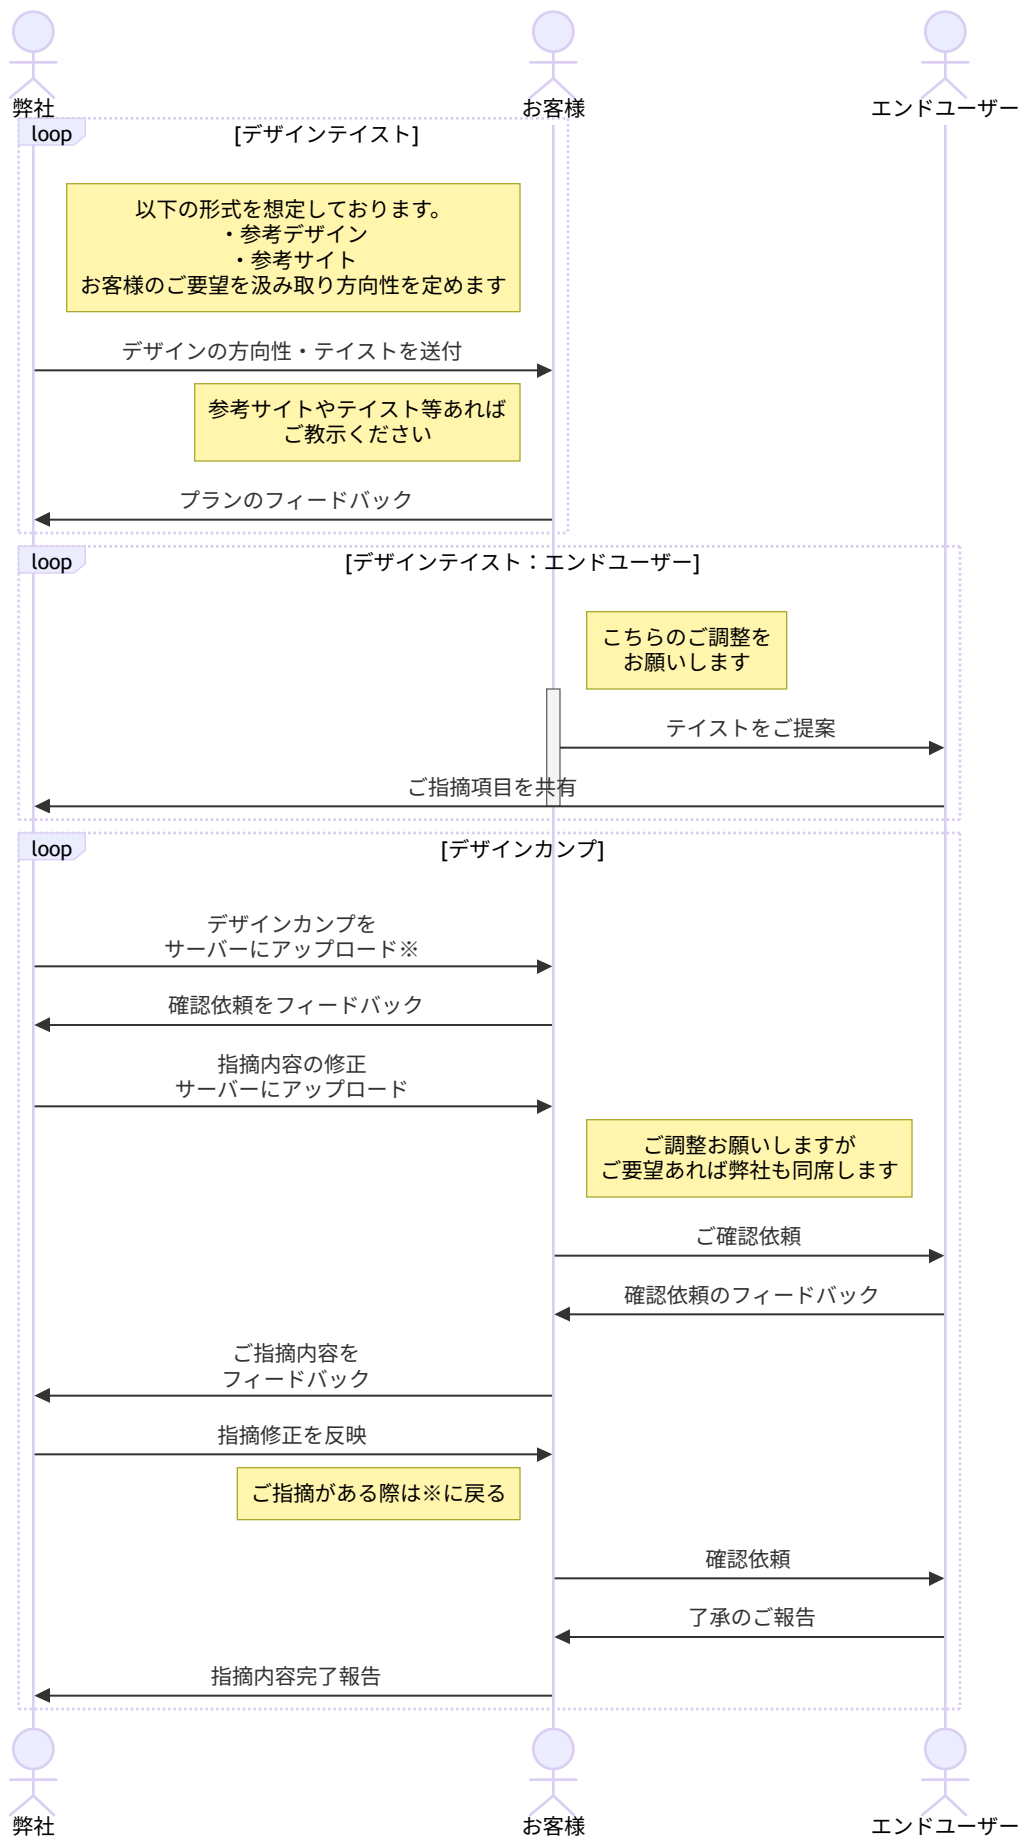 弊社
お客様
エンドユーザー
loop
[デザインテイスト]
以下の形式を想定しております。
・参考デザイン
・参考サイト
お客様のご要望を汲み取り方向性を定めます
デザインの方向性・テイストを送付
参考サイトやテイスト等あれば
ご教示ください
プランのフィードバック
loop
[デザインテイスト：エンドユーザー]
こちらのご調整を
お願いします
テイストをご提案
ご指摘項目を共有
loop
[デザインカンプ]
デザインカンプを
サーバーにアップロード※
確認依頼をフィードバック
指摘内容の修正
サーバーにアップロード
ご調整お願いしますが
ご要望あれば弊社も同席します
ご確認依頼
確認依頼のフィードバック
ご指摘内容を
フィードバック
指摘修正を反映
ご指摘がある際は※に戻る
確認依頼
了承のご報告
指摘内容完了報告
弊社
お客様
エンドユーザー